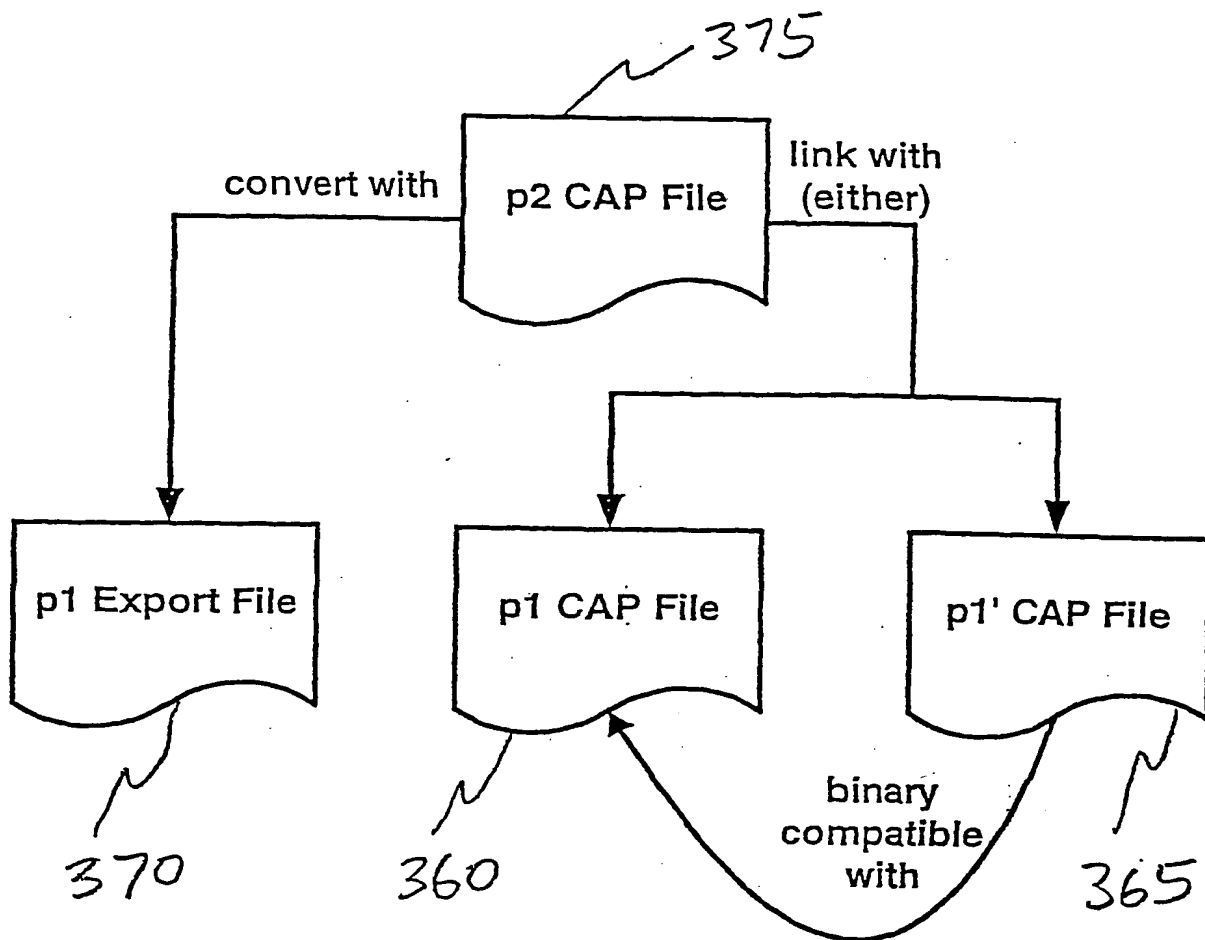 375
convert with
p2 CAP File
link with
(either)
p1 Export File
p1 CAP File
p1' CAP File
binary
compatible
with
370
360
365